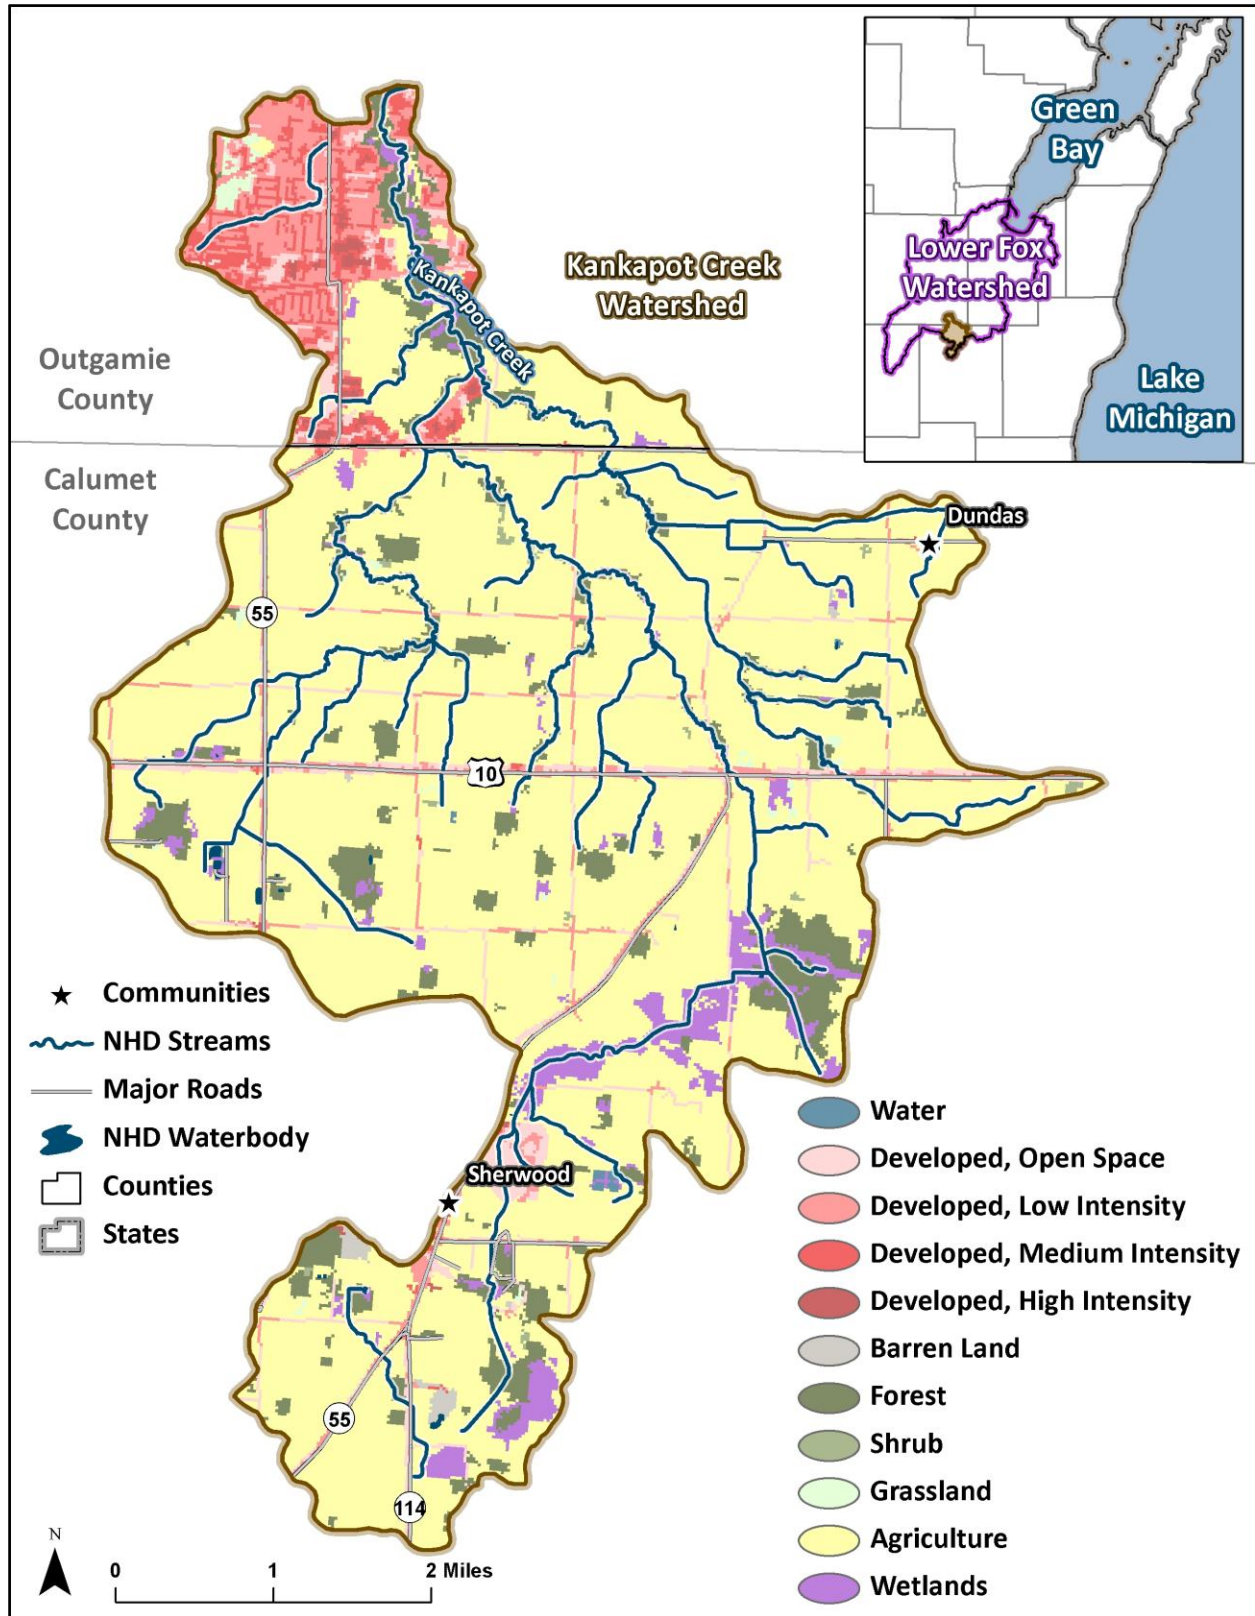 Green
Bay
Lower Fox
Watershed
Lake
Michigan
Kankapot Creek
Watershed
Kankapot Creek
Outgamie
County
Calumet
County
Dundas
55
10
Sherwood
55
114
Communities
NHD Streams
Major Roads
NHD Waterbody
Counties
States
Water
Developed, Open Space
Developed, Low Intensity
Developed, Medium Intensity
Developed, High Intensity
Barren Land
Forest
Shrub
Grassland
Agriculture
Wetlands
N
0 1 2 Miles